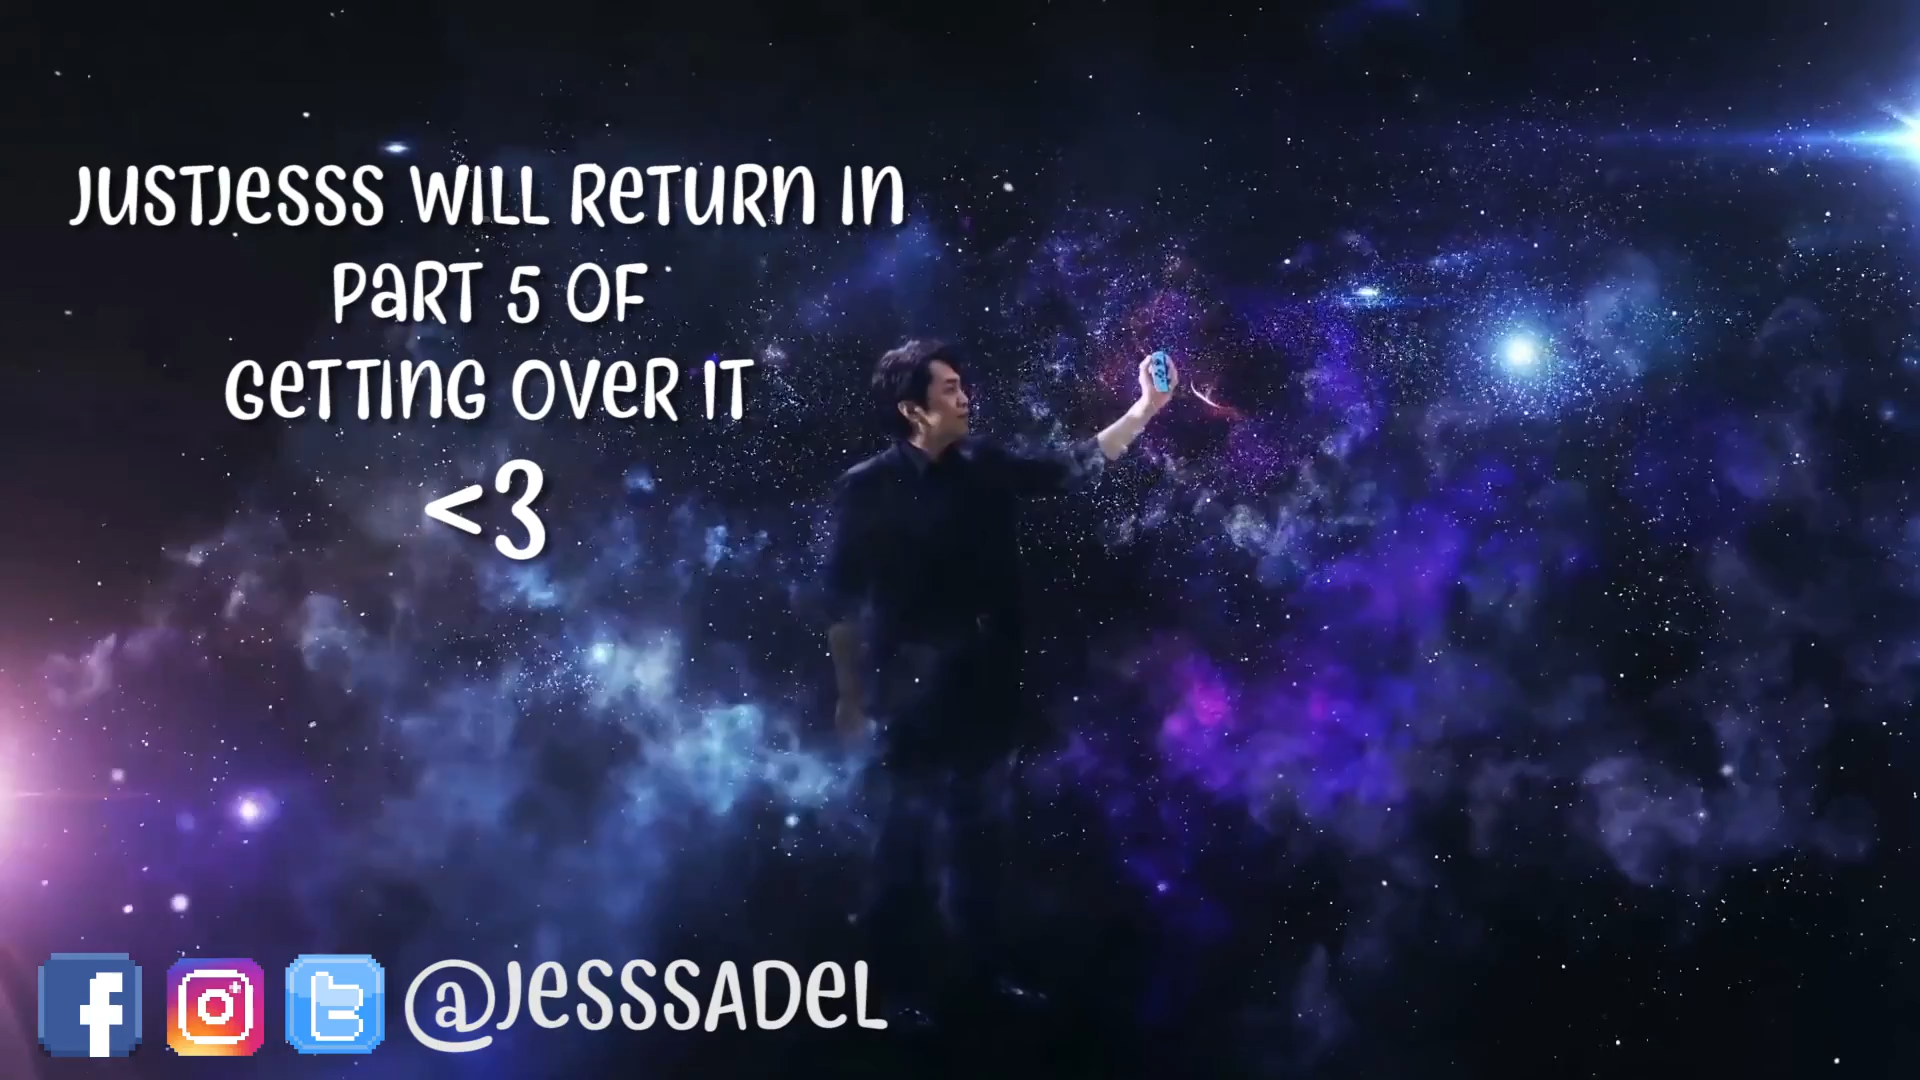 JUSTJESSS WILL RETURN IN
PART 5 OF
GETTING OVER IT
<3
@JESSSADEL